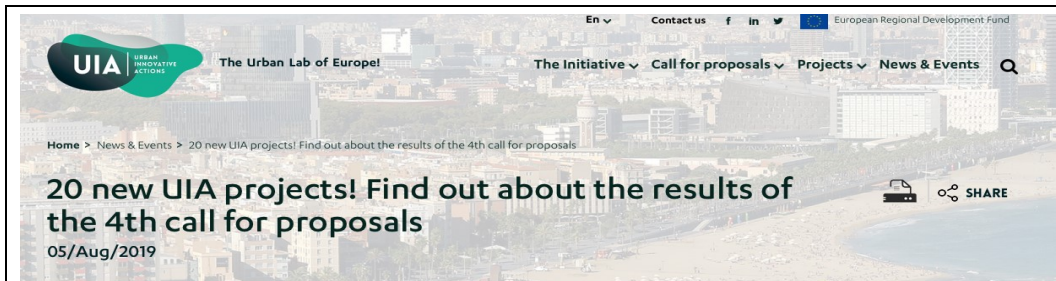 En Contact us f in European Regional Development Fund
UIA URBAN INNOVATIVE ACTIONS
The Urban Lab of Europe!
The Initiative Call for proposals Projects News & Events
Home > News & Events > 20 new UIA projects! Find out about the results of the 4th call for proposals
20 new UIA projects! Find out about the results of
the 4th call for proposals
SHARE
05/Aug/2019